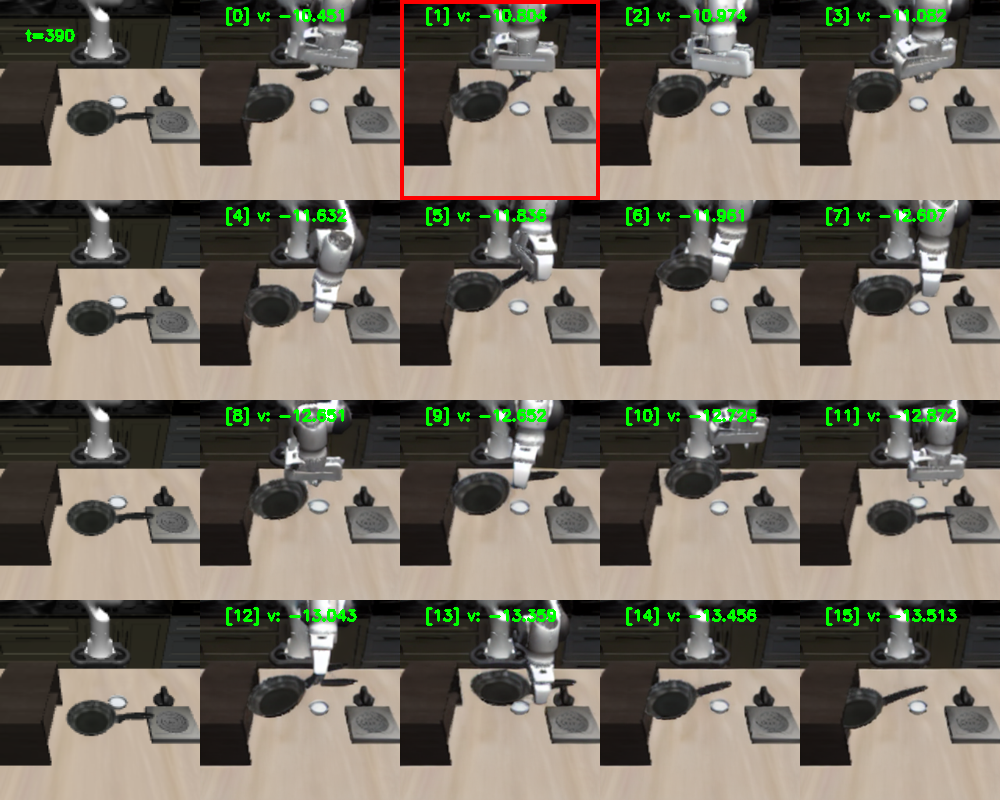 t=390
[0] v: -10.451
[1] v: -10.804
[2] v: -10.974
[3] v: -11.082
[4] v: -11.632
[5] v: -11.836
[6] v: -11.961
[7] v: -12.607
[8] v: -12.651
[9] v: -12.652
[10] v: -12.726
[11] v: -12.872
[12] v: -13.043
[13] v: -13.359
[14] v: -13.456
[15] v: -13.513